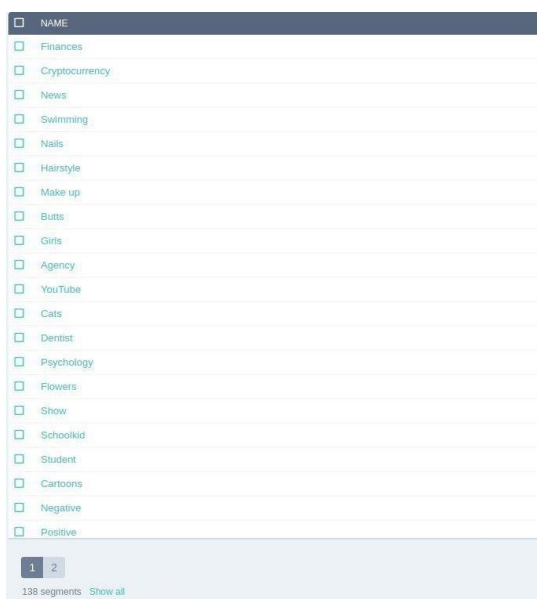 NAME
Finances
Cryptocurrency
News
Swimming
Nails
Hairstyle
Make up
Butts
Girls
Agency
YouTube
Cats
Dentist
Psychology
Flowers
Show
Schoolkid
Student
Cartoons
Negative
Positive
1 2
138 segments Show all